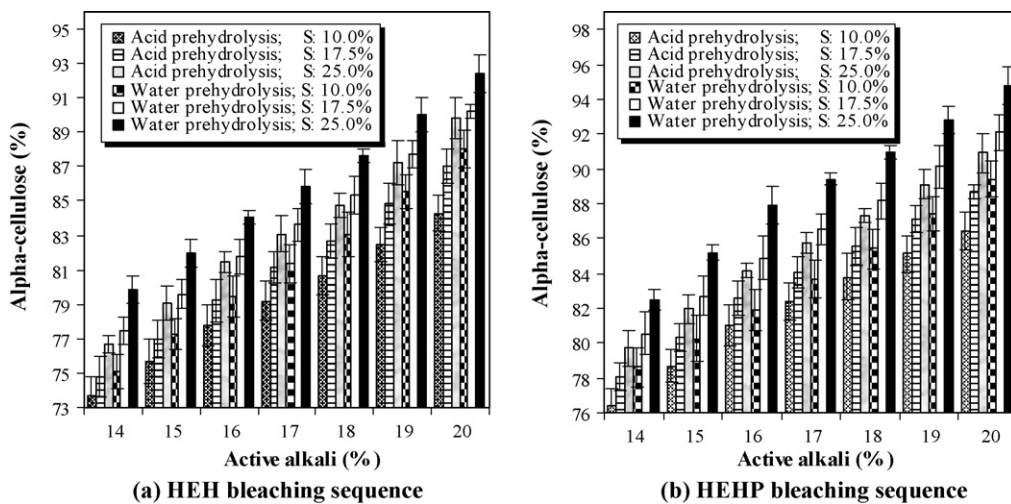 95
93
91
89
87
85
83
81
79
77
75
73
Alpha-cellulose (%)
Acid prehydrolysis; S: 10.0%
Acid prehydrolysis; S: 17.5%
Acid prehydrolysis; S: 25.0%
Water prehydrolysis; S: 10.0%
Water prehydrolysis; S: 17.5%
Water prehydrolysis; S: 25.0%
14 15 16 17 18 19 20
Active alkali (%)
(a) HEH bleaching sequence
98
96
94
92
90
88
86
84
82
80
78
76
Alpha-cellulose (%)
Acid prehydrolysis; S: 10.0%
Acid prehydrolysis; S: 17.5%
Acid prehydrolysis; S: 25.0%
Water prehydrolysis; S: 10.0%
Water prehydrolysis; S: 17.5%
Water prehydrolysis; S: 25.0%
14 15 16 17 18 19 20
Active alkali (%)
(b) HEHP bleaching sequence